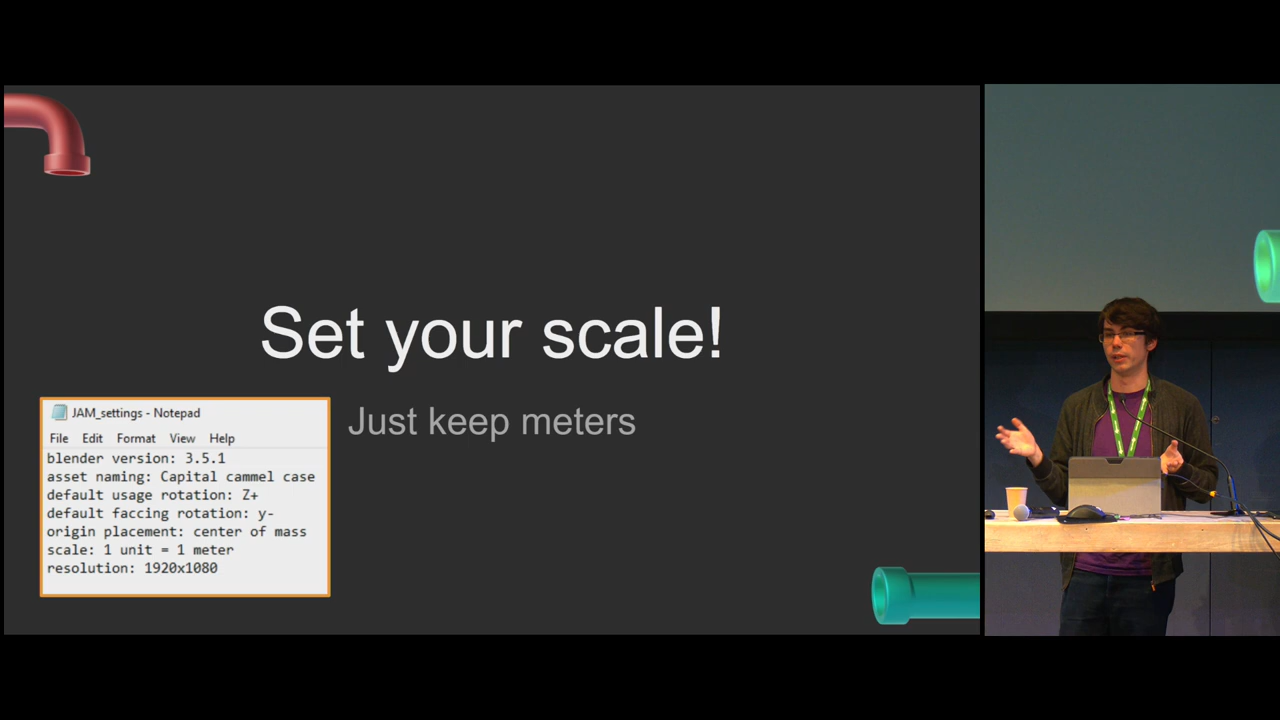 Set your scale!
Just keep meters
JAM_settings - Notepad
File Edit Format View Help
blender version: 3.5.1
asset naming: Capital cammel case
default usage rotation: Z+
default faccing rotation: y-
origin placement: center of mass
scale: 1 unit = 1 meter
resolution: 1920x1080